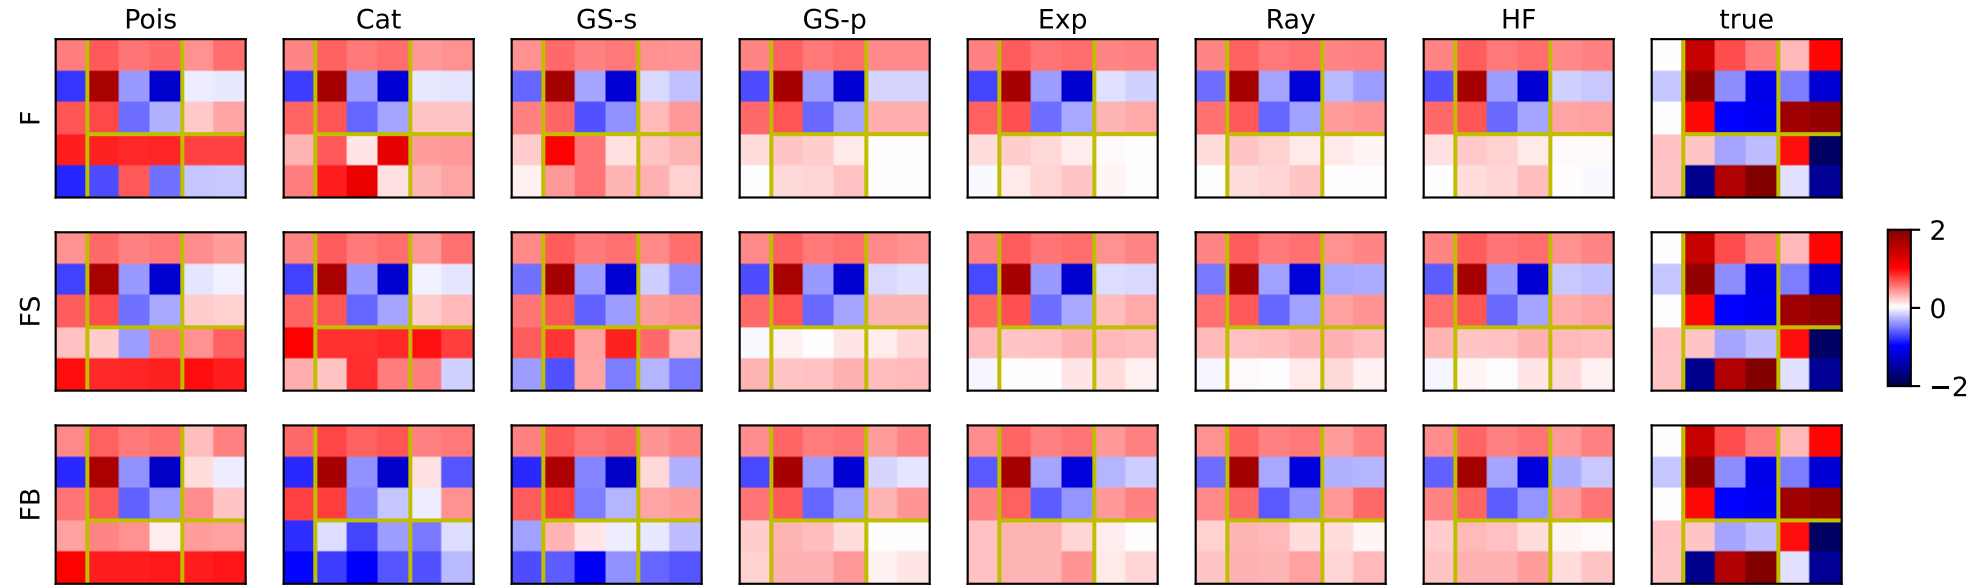 Pois Cat GS-s GS-p Exp Ray HF true
F
FS
2
0
−2
FB